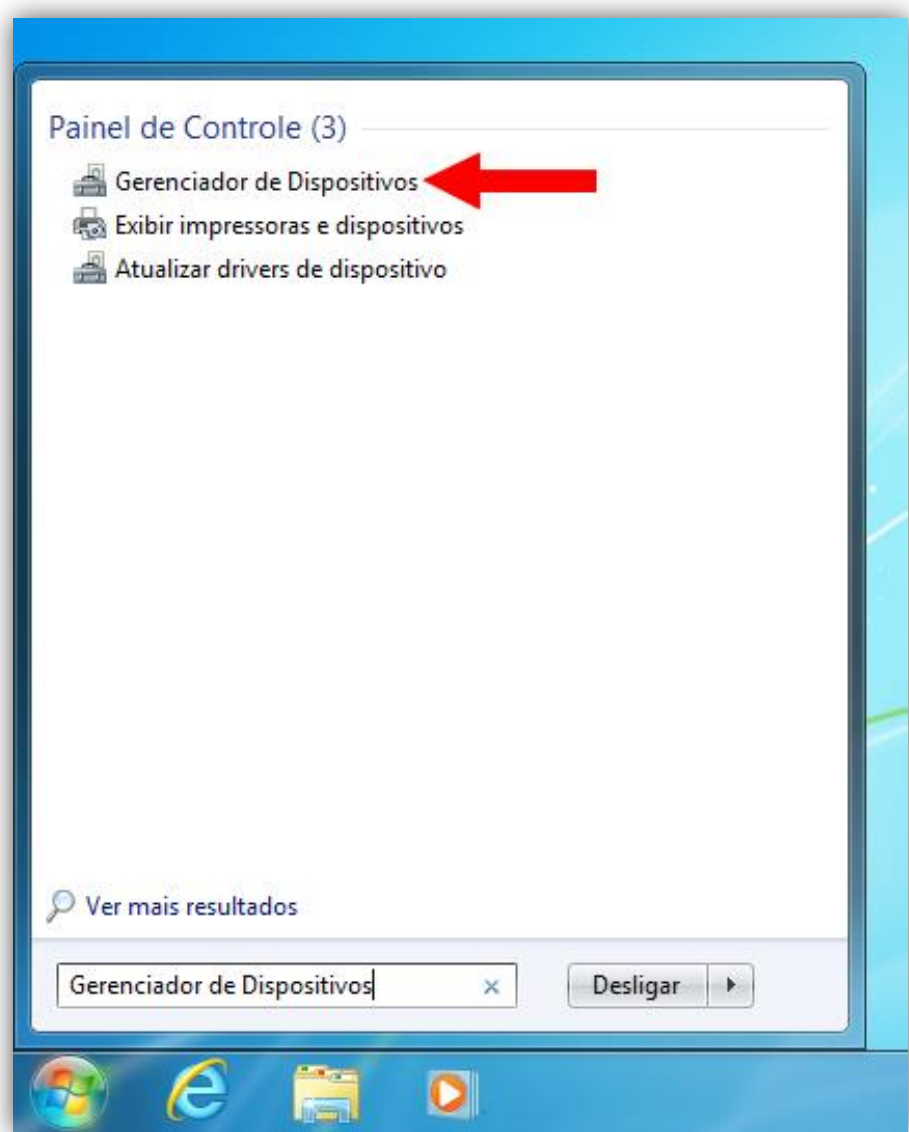 Painel de Controle (3)
Gerenciador de Dispositivos
Exibir impressoras e dispositivos
Atualizar drivers de dispositivo
Ver mais resultados
Gerenciador de Dispositivos
Desligar